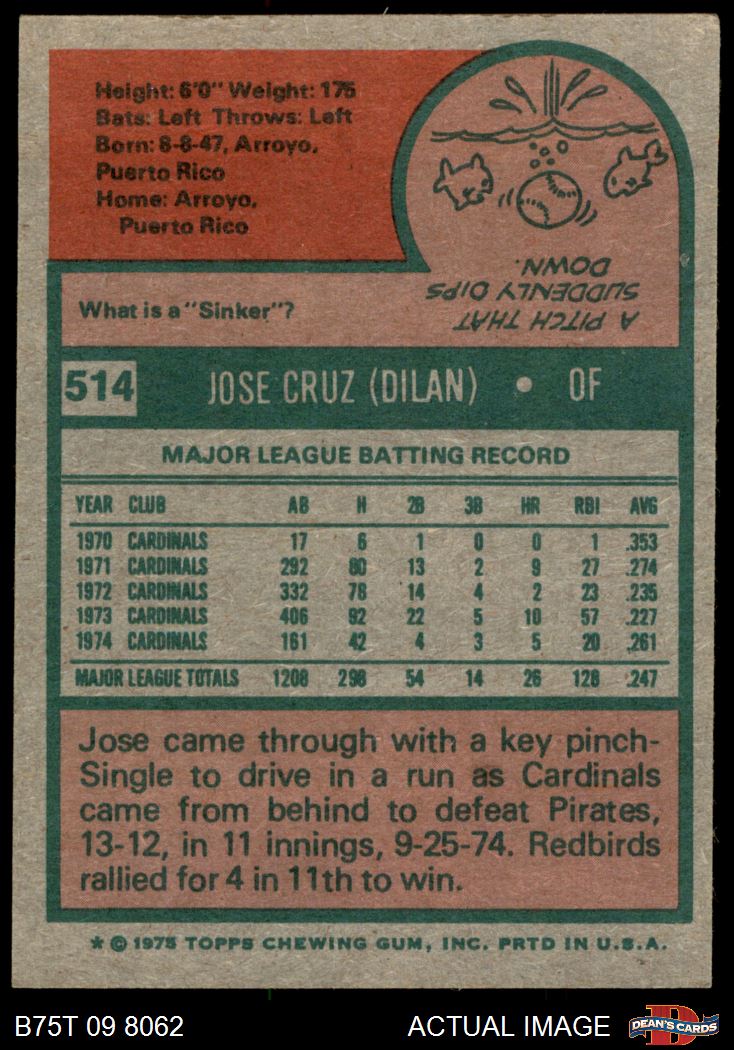 Height: 6'0" Weight: 175
Bats: Left Throws: Left
Born: 8-8-47, Arroyo,
Puerto Rico
Home: Arroyo,
Puerto Rico
What is a "Sinker"?
A PITCH THAT
SUDDENLY DIPS
DOWN.
514 JOSE CRUZ (DILAN) • OF
MAJOR LEAGUE BATTING RECORD
YEAR CLUB AB H 2B 3B HR RBI AVG
1970 CARDINALS 17 6 1 0 0 1 .353
1971 CARDINALS 292 80 13 2 9 27 .274
1972 CARDINALS 332 78 14 4 2 23 .235
1973 CARDINALS 406 92 22 5 10 57 .227
1974 CARDINALS 161 42 4 3 5 20 .261
MAJOR LEAGUE TOTALS 1208 298 54 14 26 128 .247
Jose came through with a key pinch-
Single to drive in a run as Cardinals
came from behind to defeat Pirates,
13-12, in 11 innings, 9-25-74. Redbirds
rallied for 4 in 11th to win.
* © 1975 TOPPS CHEWING GUM, INC. PRTD IN U.S.A.
B75T 09 8062 ACTUAL IMAGE DEAN'S CARDS